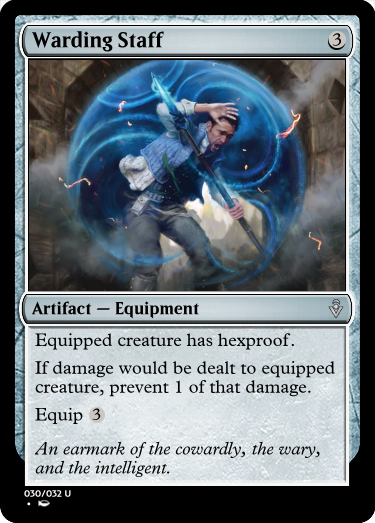 Warding Staff 3
Artifact — Equipment
Equipped creature has hexproof.
If damage would be dealt to equipped
creature, prevent 1 of that damage.
Equip 3
An earmark of the cowardly, the wary,
and the intelligent.
030/032 U